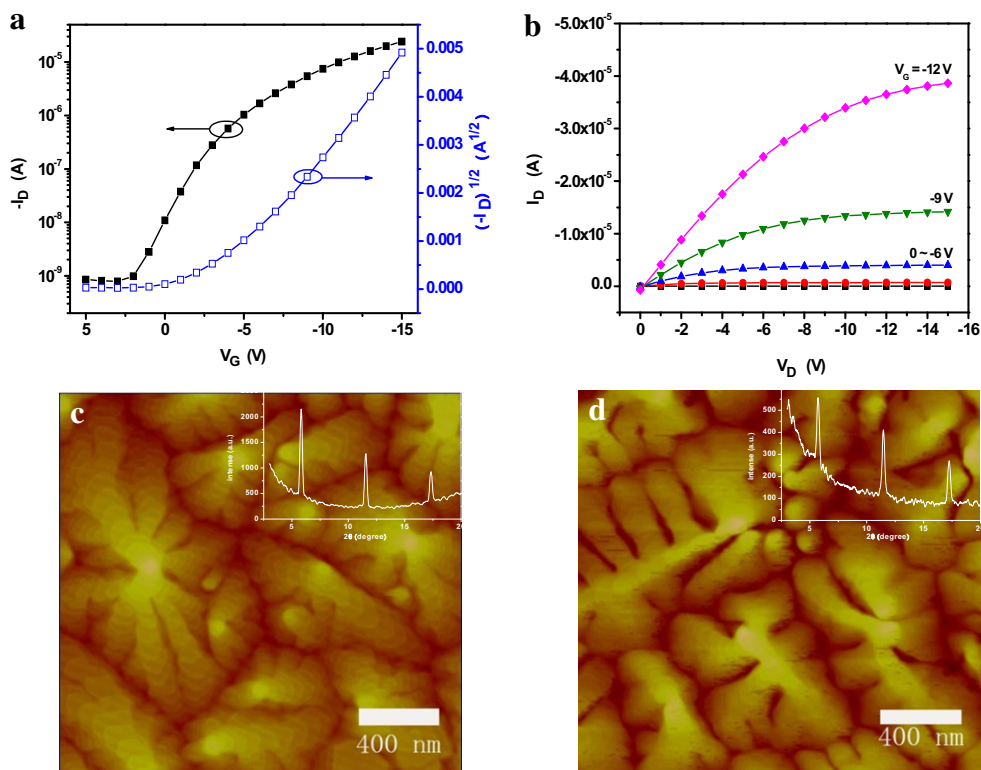 a
10⁻⁵
10⁻⁶
10⁻⁷
10⁻⁸
10⁻⁹
-I_D (A)
0.005
0.004
0.003
0.002
0.001
0.000
(-I_D)^1/2 (A^1/2)
5 0 -5 -10 -15
V_G (V)
b
-5.0x10⁻⁵
-4.0x10⁻⁵
-3.0x10⁻⁵
-2.0x10⁻⁵
-1.0x10⁻⁵
0.0
I_D (A)
V_G = -12 V
-9 V
0 ~ -6 V
0 -2 -4 -6 -8 -10 -12 -14 -16
V_D (V)
c
2000
1500
1000
500
0
Intense (a.u.)
5 10 15 20
2θ (degree)
400 nm
d
500
400
300
200
100
0
Intense (a.u.)
5 10 15 20
2θ (degree)
400 nm